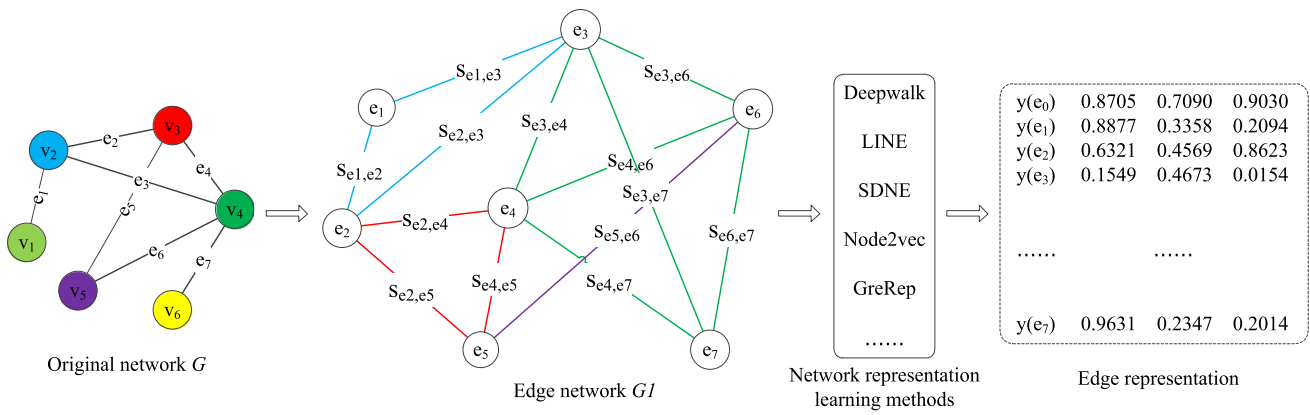 v1
v2
v3
v4
v5
v6
e1
e2
e3
e4
e5
e6
e7
Original network G
e1
e2
e3
e4
e5
e6
e7
se1,e3
se2,e3
se1,e2
se3,e6
se3,e4
se4,e6
se3,e7
se2,e4
se5,e6
se6,e7
se2,e5
se4,e5
se4,e7
Edge network G1
Deepwalk
LINE
SDNE
Node2vec
GreRep
......
Network representation
learning methods
y(e0) 0.8705 0.7090 0.9030
y(e1) 0.8877 0.3358 0.2094
y(e2) 0.6321 0.4569 0.8623
y(e3) 0.1549 0.4673 0.0154
...... ......
y(e7) 0.9631 0.2347 0.2014
Edge representation